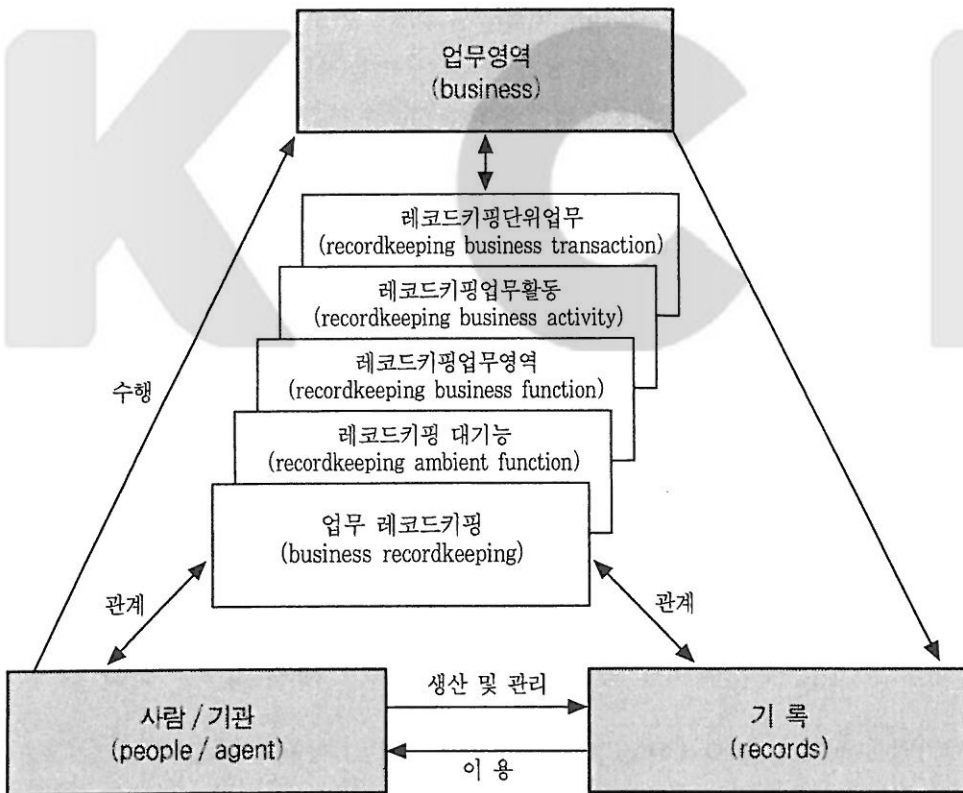 업무영역
(business)
레코드키핑단위업무
(recordkeeping business transaction)
레코드키핑업무활동
(recordkeeping business activity)
레코드키핑업무영역
(recordkeeping business function)
수행
레코드키핑 대기능
(recordkeeping ambient function)
업무 레코드키핑
(business recordkeeping)
관계
관계
사람 / 기관
(people / agent)
생산 및 관리
이 용
기 록
(records)
K C I